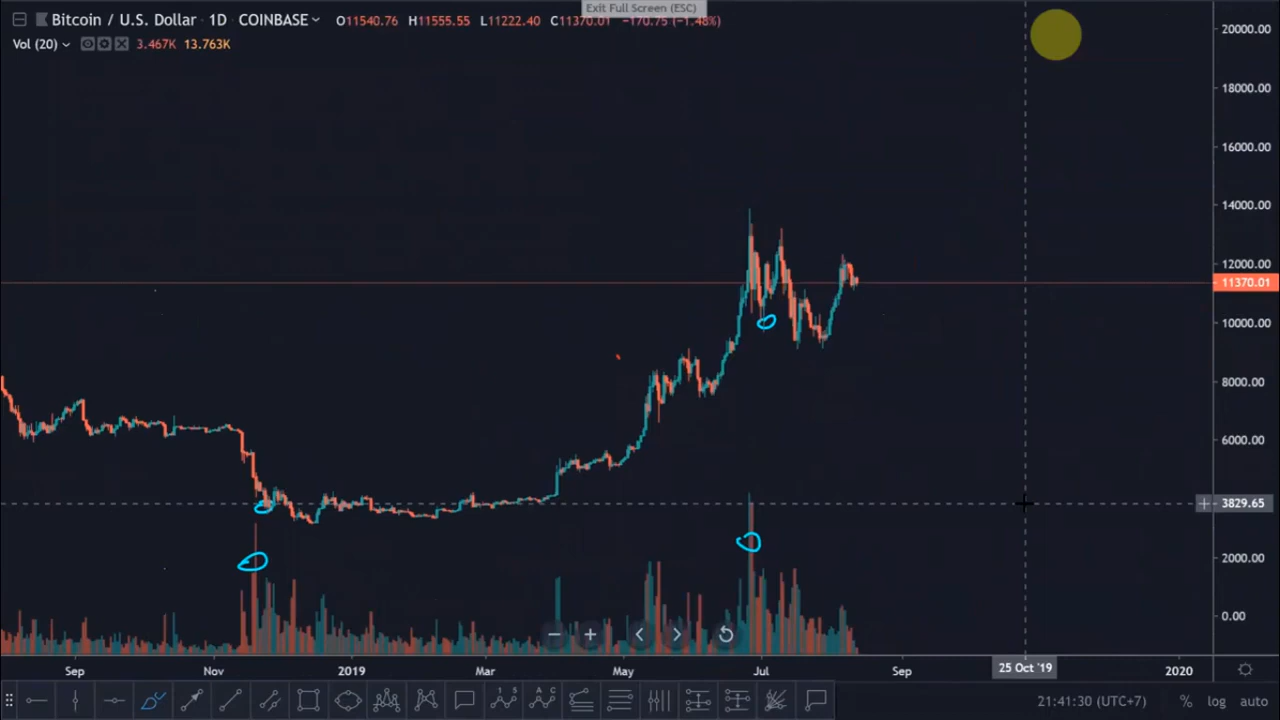 Exit Full Screen (ESC)
Bitcoin / U.S. Dollar 1D COINBASE O11540.76 H11555.55 L11222.40 C11370.01 −170.75 (−1.48%)
Vol (20) 3.467K 13.763K
20000.00
18000.00
16000.00
14000.00
12000.00
11370.01
10000.00
8000.00
6000.00
3829.65
2000.00
0.00
Sep Nov 2019 Mar May Jul Sep 25 Oct '19 2020
21:41:30 (UTC+7) % log auto